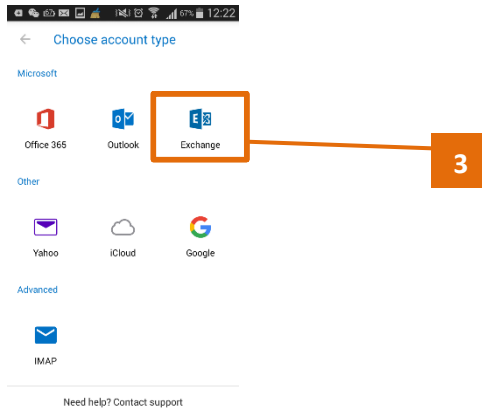 67% 12:22
Choose account type
Microsoft
Office 365 Outlook Exchange
3
Other
Yahoo iCloud Google
Advanced
IMAP
Need help? Contact support